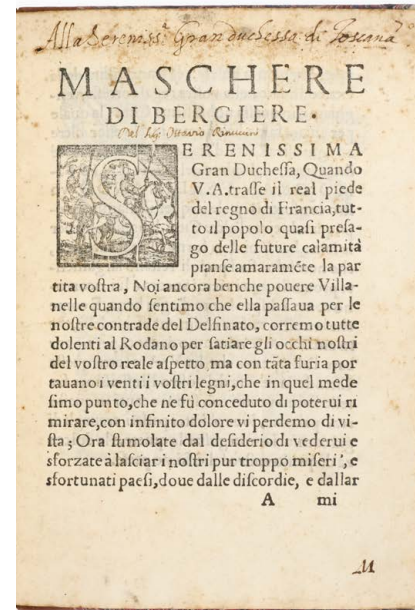 Alla Sereniss.ᵃ Gran duchessa di Toscana
MASCHERE
DI BERGIERE.
Del Sig. Ottavio Rinuccini
SERENISSIMA
Gran Ducheſſa, Quando
V.A.traſſe il real piede
del regno di Francia,tut-
to il popolo quaſi preſa-
go delle future calamità
pianſe amaramẽte la par
tita voſtra, Noi ancora benche pouere Villa-
nelle quando ſentimo che ella paſſaua per le
noſtre contrade del Delfinato, corremo tutte
dolenti al Rodano per ſatiare gli occhi noſtri
del voſtro reale aſpetto ma con tãta furia por
tauano i venti i voſtri legni,che in quel mede
ſimo punto,che ne fù conceduto di poterui ri
mirare,con infinito dolore vi perdemo di vi-
ſta; Ora ſtimolate dal deſiderio di vederui e
sforzate à laſciar i noſtri pur troppo miſeri, e
sfortunati paeſi,doue dalle diſcordie, e dallar
A mi
M